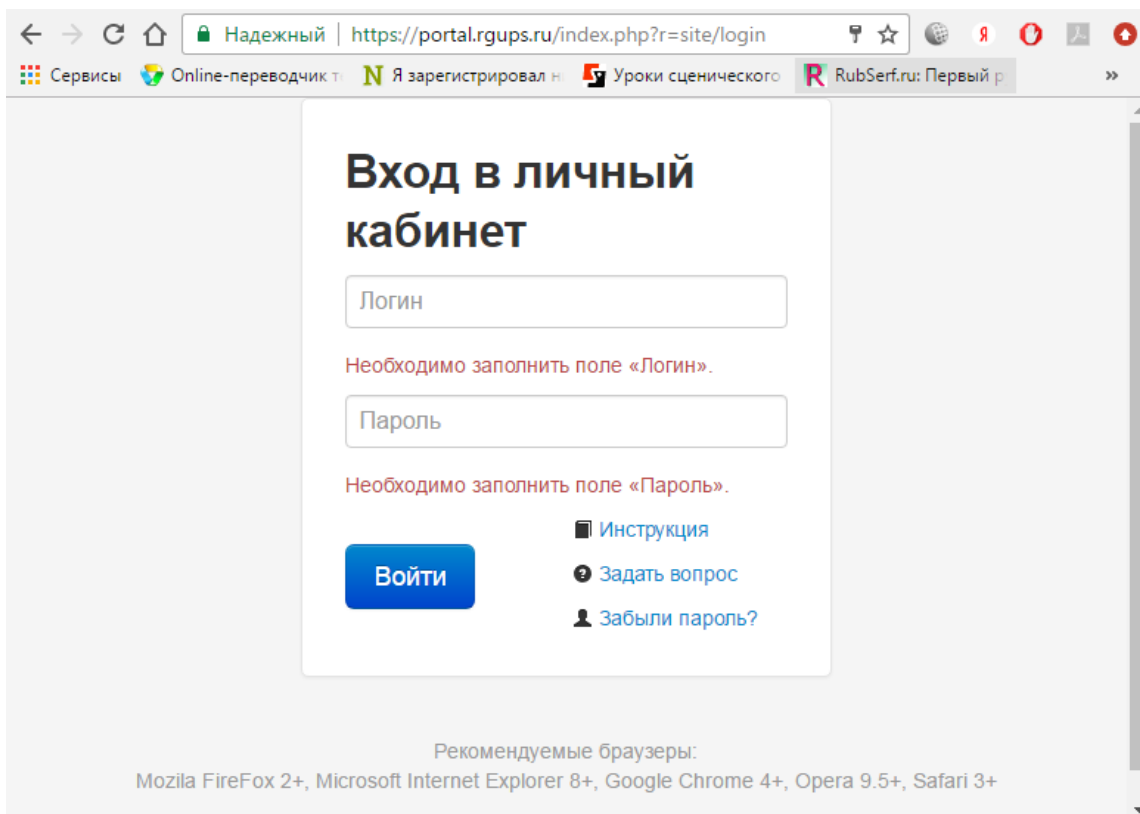 Надежный | https://portal.rgups.ru/index.php?r=site/login
Сервисы Online-переводчик Я зарегистрировал Уроки сценического RubSerf.ru: Первый »
Вход в личный
кабинет
Логин
Необходимо заполнить поле «Логин».
Пароль
Необходимо заполнить поле «Пароль».
Инструкция
Войти
Задать вопрос
Забыли пароль?
Рекомендуемые браузеры:
Mozila FireFox 2+, Microsoft Internet Explorer 8+, Google Chrome 4+, Opera 9.5+, Safari 3+